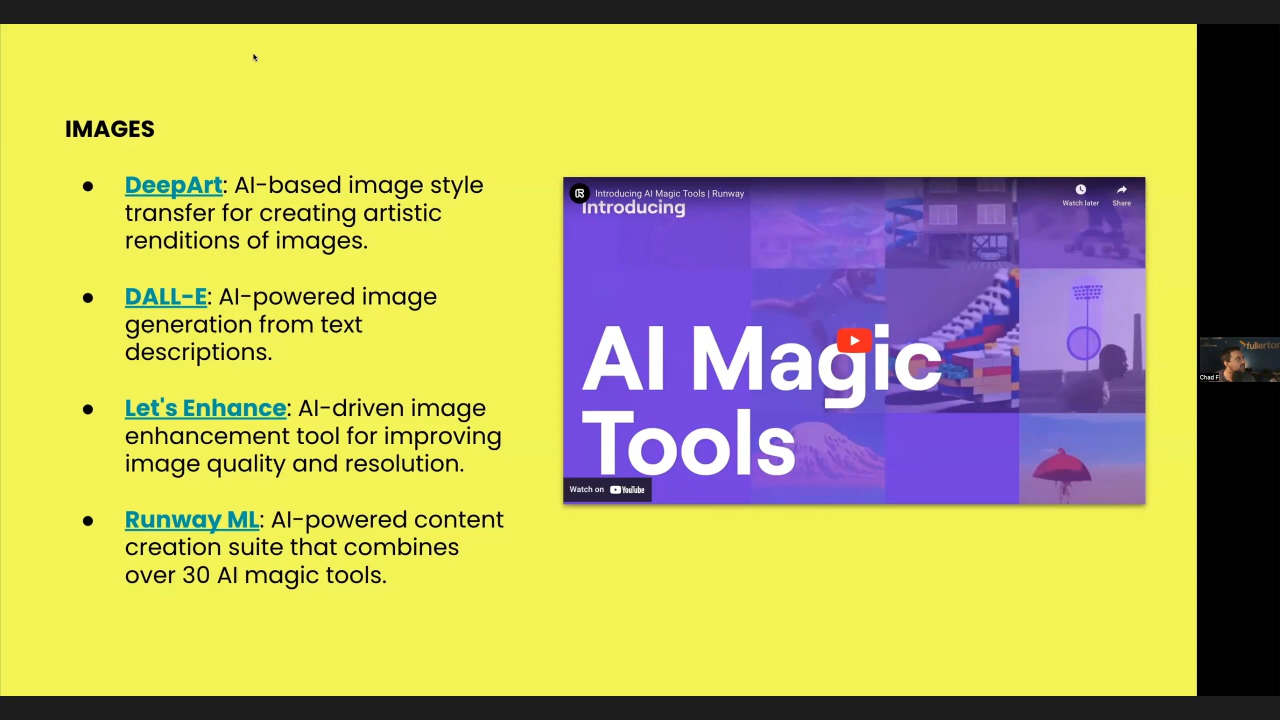 IMAGES
● DeepArt: AI-based image style
transfer for creating artistic
renditions of images.
● DALL-E: AI-powered image
generation from text
descriptions.
● Let's Enhance: AI-driven image
enhancement tool for improving
image quality and resolution.
● Runway ML: AI-powered content
creation suite that combines
over 30 AI magic tools.
Introducing AI Magic Tools | Runway
Watch later
Share
Introducing
AI Magic
Tools
Watch on YouTube
fullerton
Chad F